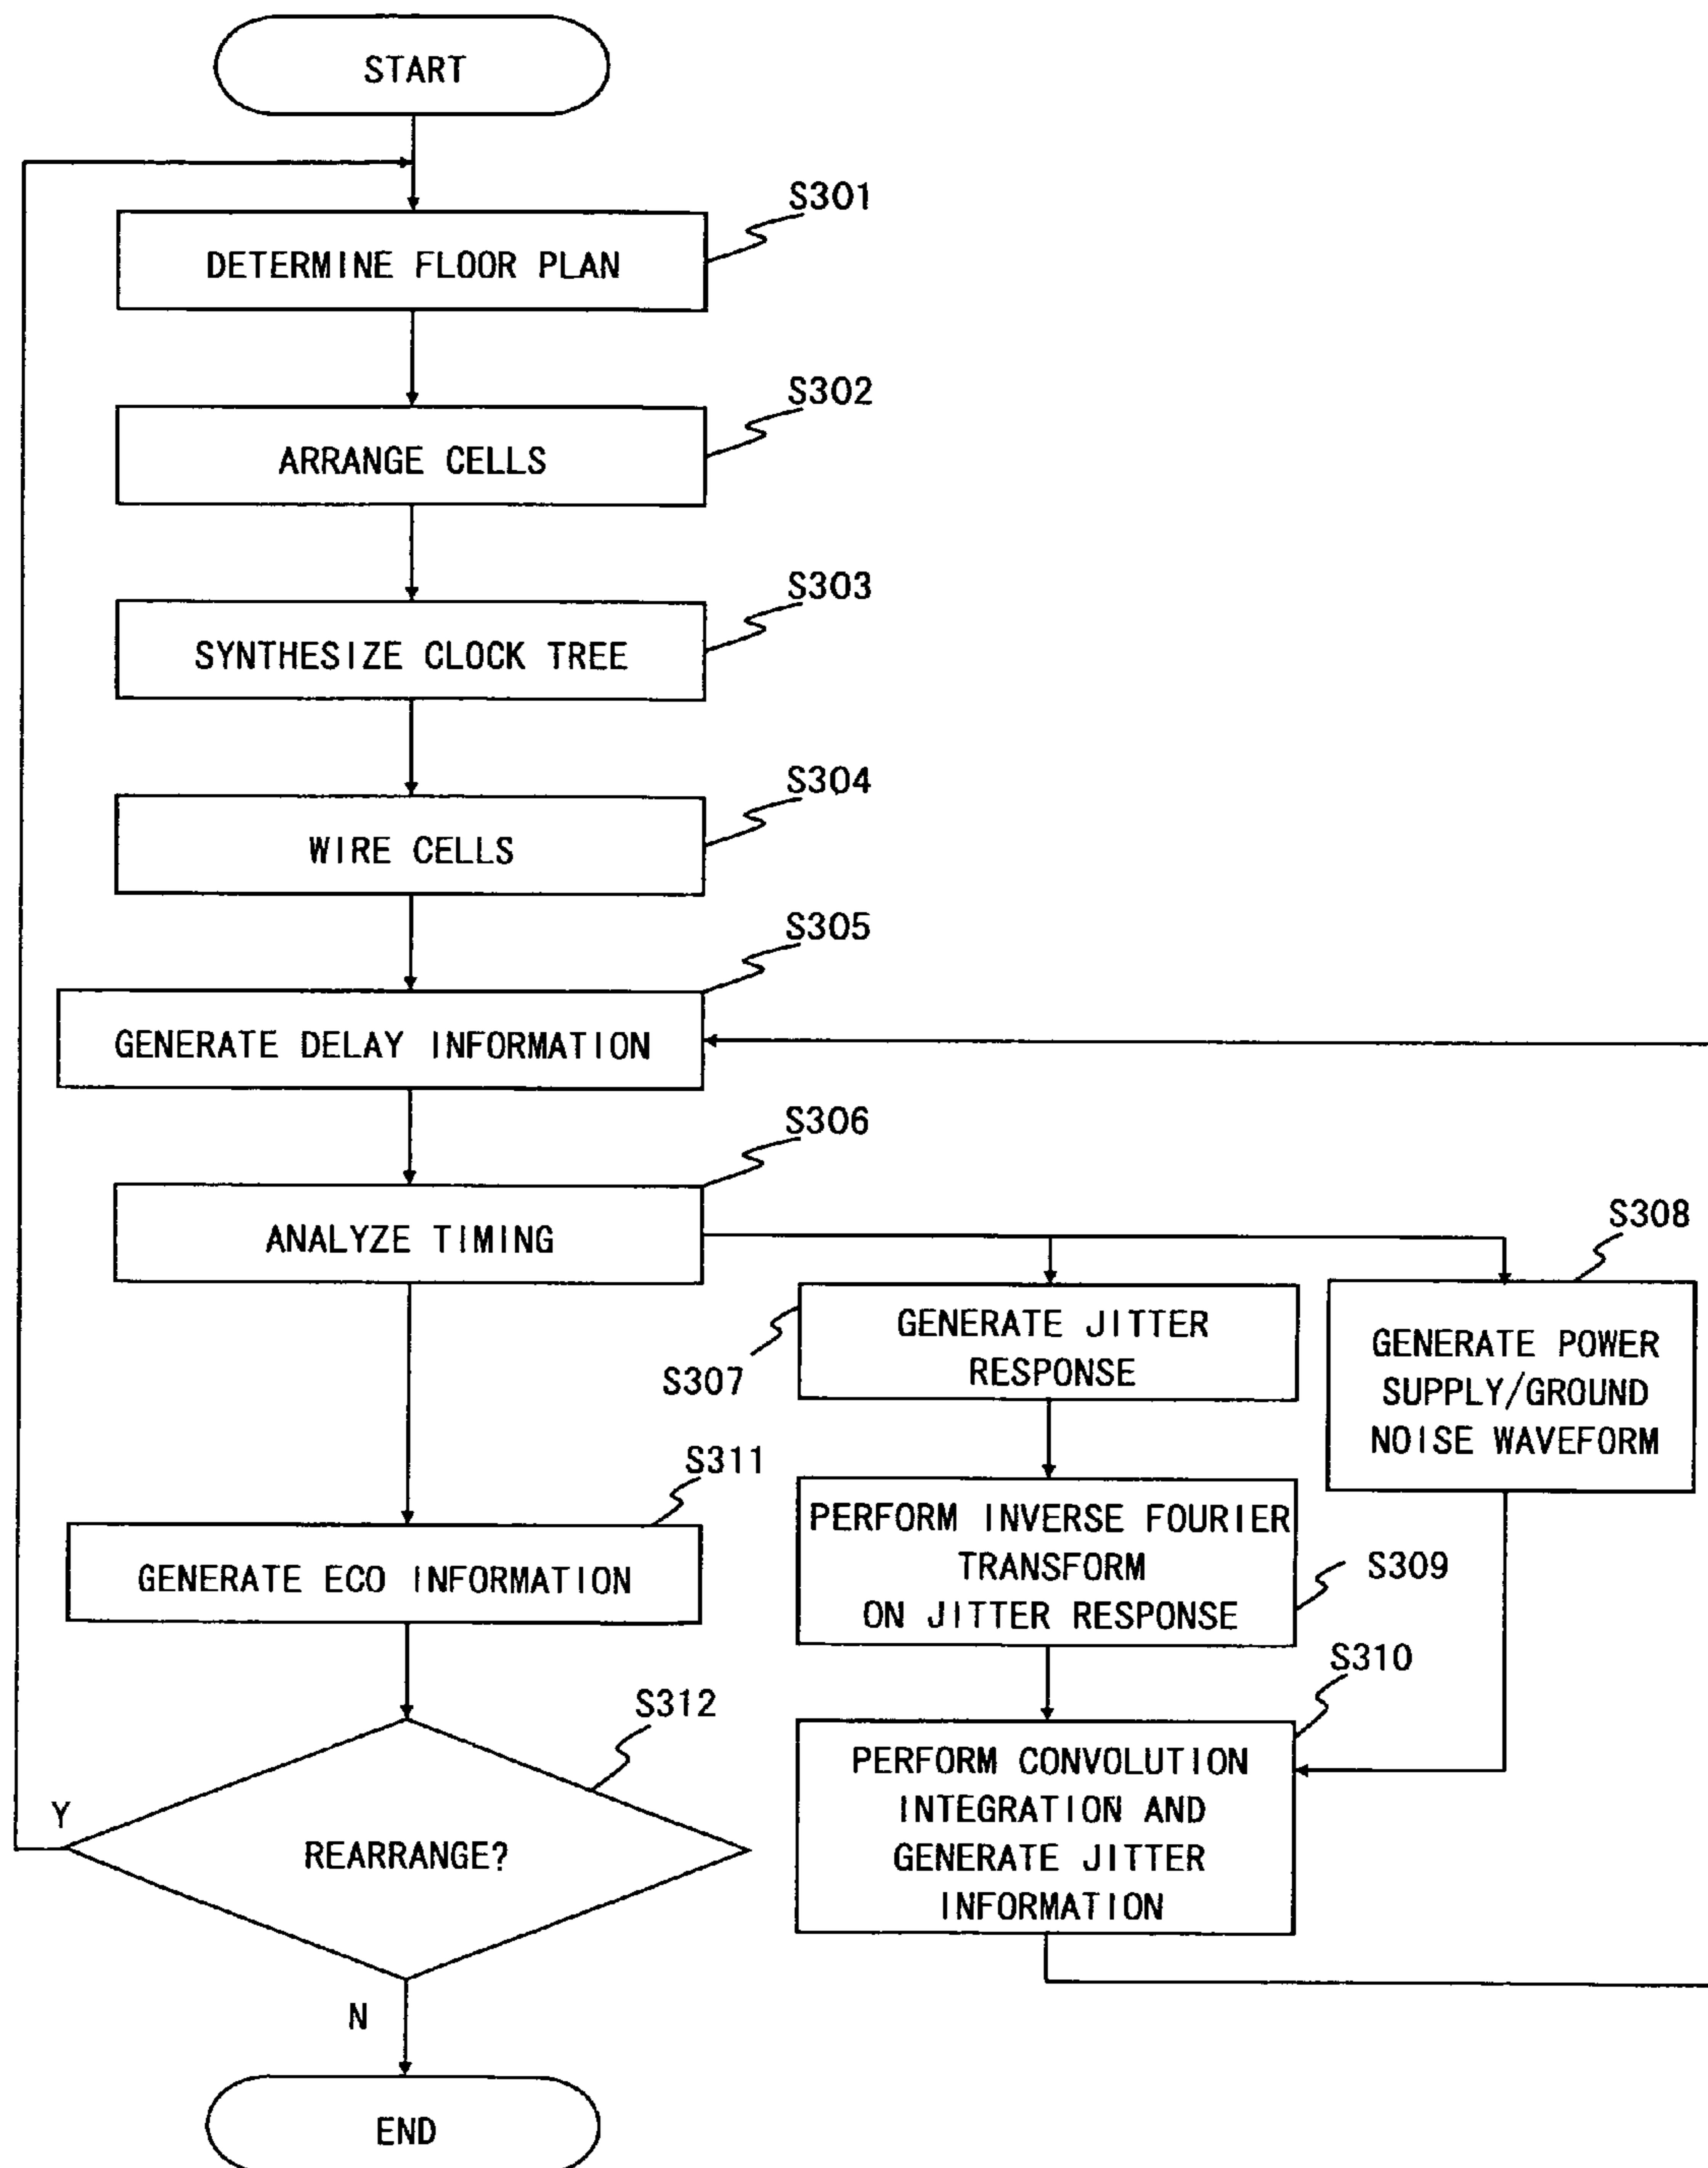 START
S301
DETERMINE FLOOR PLAN
S302
ARRANGE CELLS
S303
SYNTHESIZE CLOCK TREE
S304
WIRE CELLS
S305
GENERATE DELAY INFORMATION
S306
ANALYZE TIMING
S307
GENERATE JITTER
RESPONSE
S308
GENERATE POWER
SUPPLY/GROUND
NOISE WAVEFORM
S309
PERFORM INVERSE FOURIER
TRANSFORM
ON JITTER RESPONSE
S310
PERFORM CONVOLUTION
INTEGRATION AND
GENERATE JITTER
INFORMATION
S311
GENERATE ECO INFORMATION
S312
REARRANGE?
Y
N
END